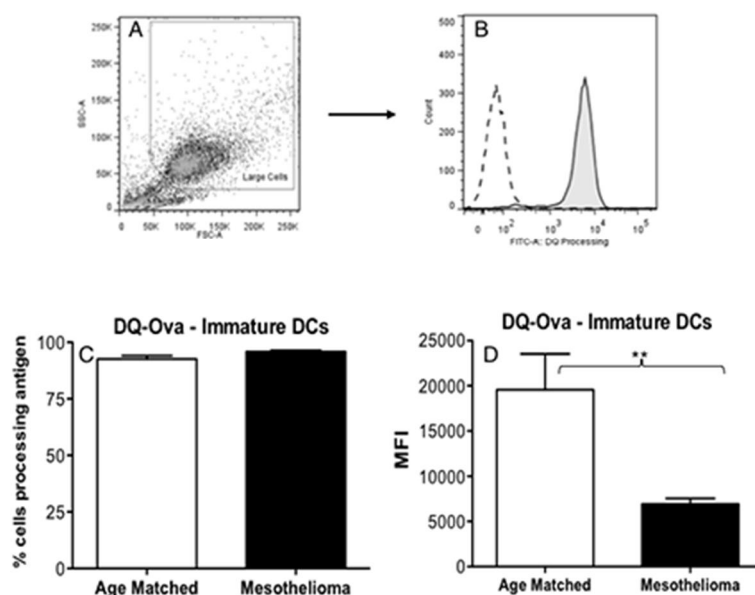 A
SSC-A
250K
200K
150K
100K
50K
0
Large Cells
0 50K 100K 150K 200K 250K
FSC-A
B
Count
500
400
300
200
100
0
0 10^2 10^3 10^4 10^5
FITC-A:: DQ Processing
DQ-Ova - Immature DCs
C
% cells processing antigen
100
75
50
25
0
Age Matched Mesothelioma
DQ-Ova - Immature DCs
D
**
MFI
25000
20000
15000
10000
5000
0
Age Matched Mesothelioma